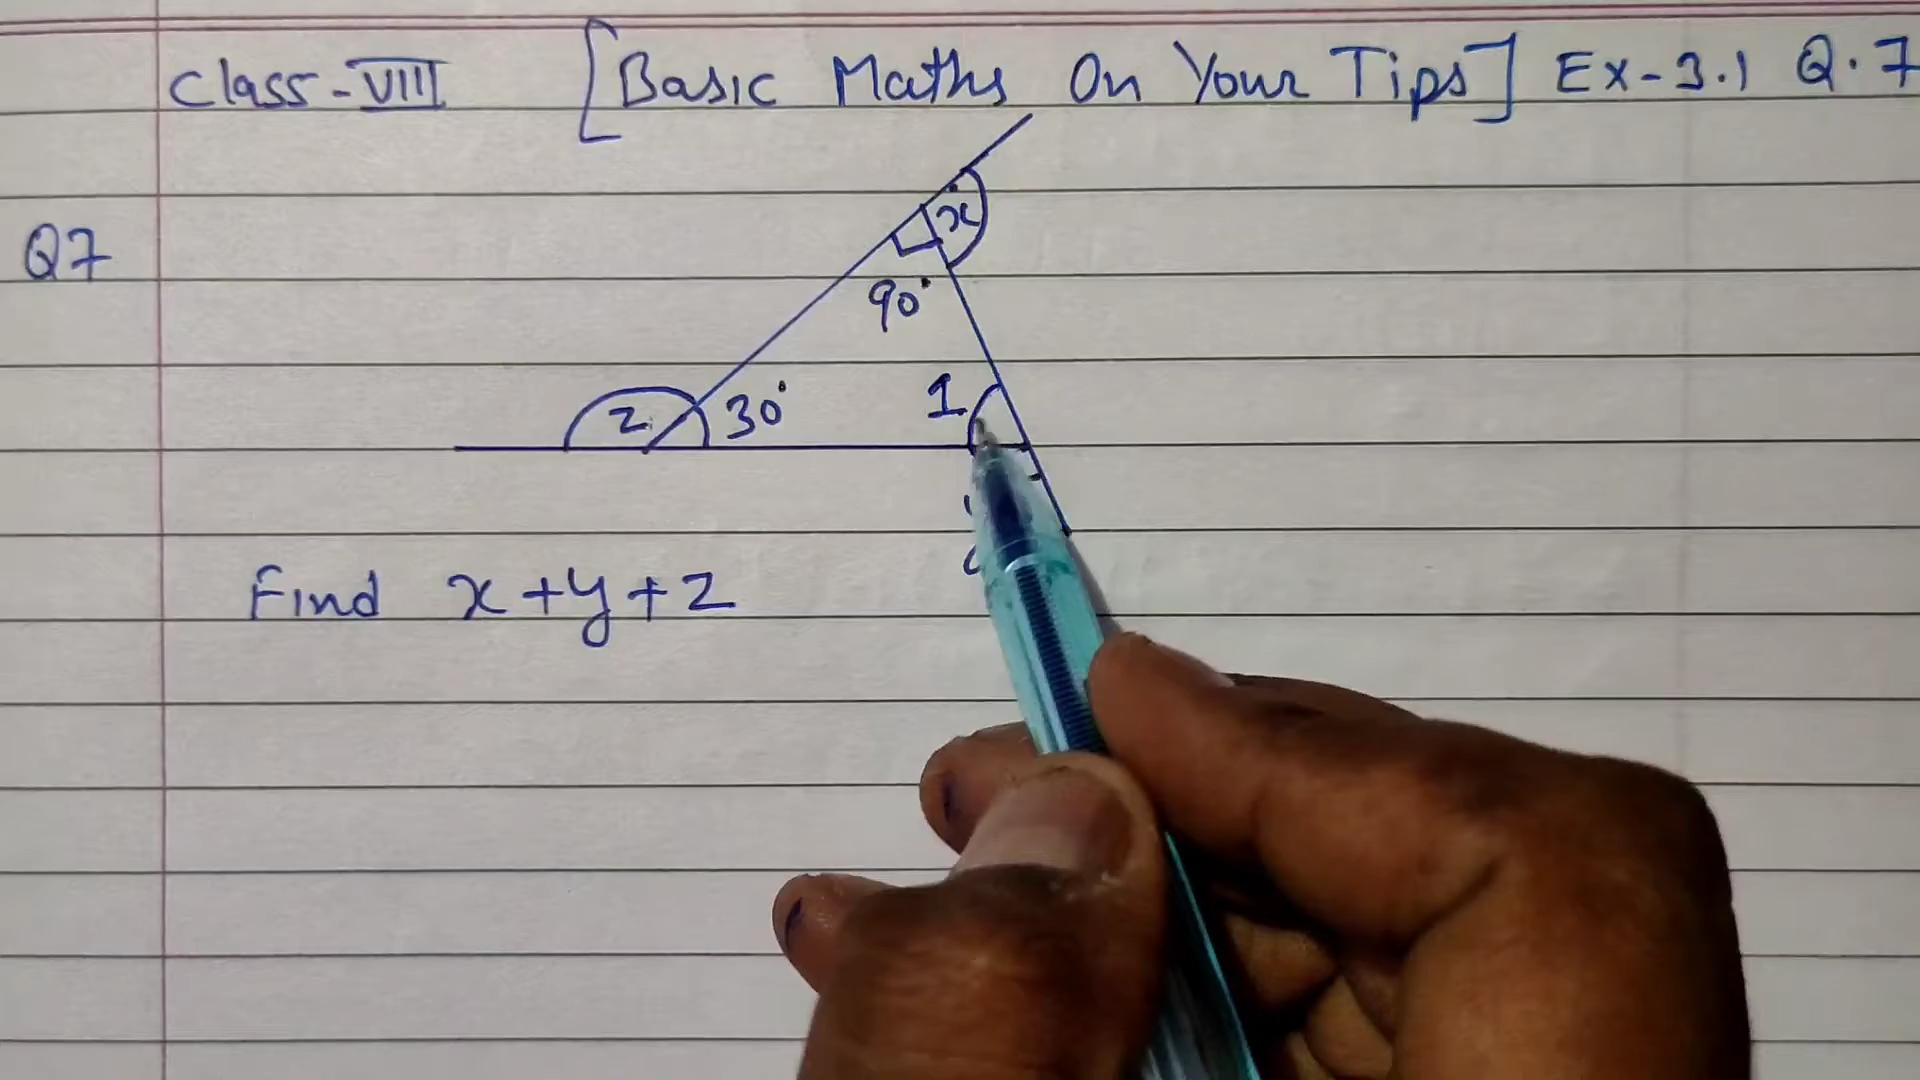 Class-VIII [Basic Maths On Your Tips] Ex-3.1 Q.7
Q7
x
90°
z 30° 1
Find x+y+z